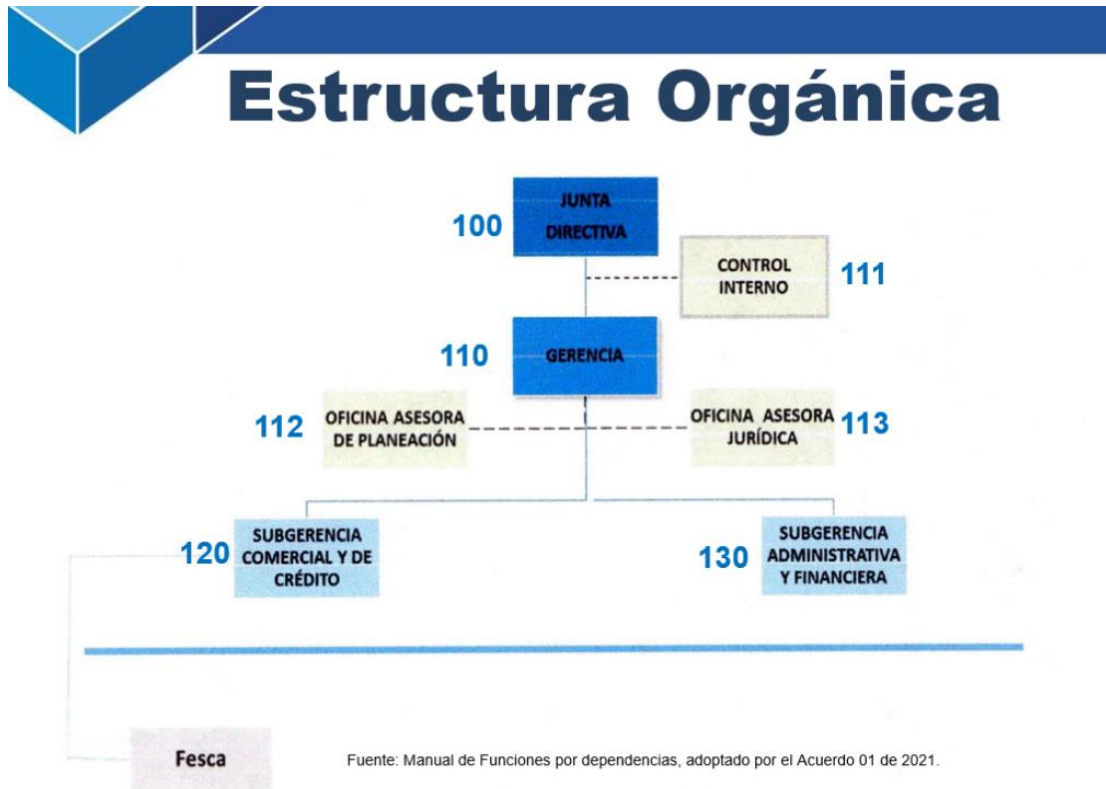 Estructura Orgánica
JUNTA
DIRECTIVA
100
CONTROL
INTERNO
111
GERENCIA
110
OFICINA ASESORA
DE PLANEACIÓN
112
OFICINA ASESORA
JURÍDICA
113
SUBGERENCIA
COMERCIAL Y DE
CRÉDITO
120
SUBGERENCIA
ADMINISTRATIVA
Y FINANCIERA
130
Fesca
Fuente: Manual de Funciones por dependencias, adoptado por el Acuerdo 01 de 2021.